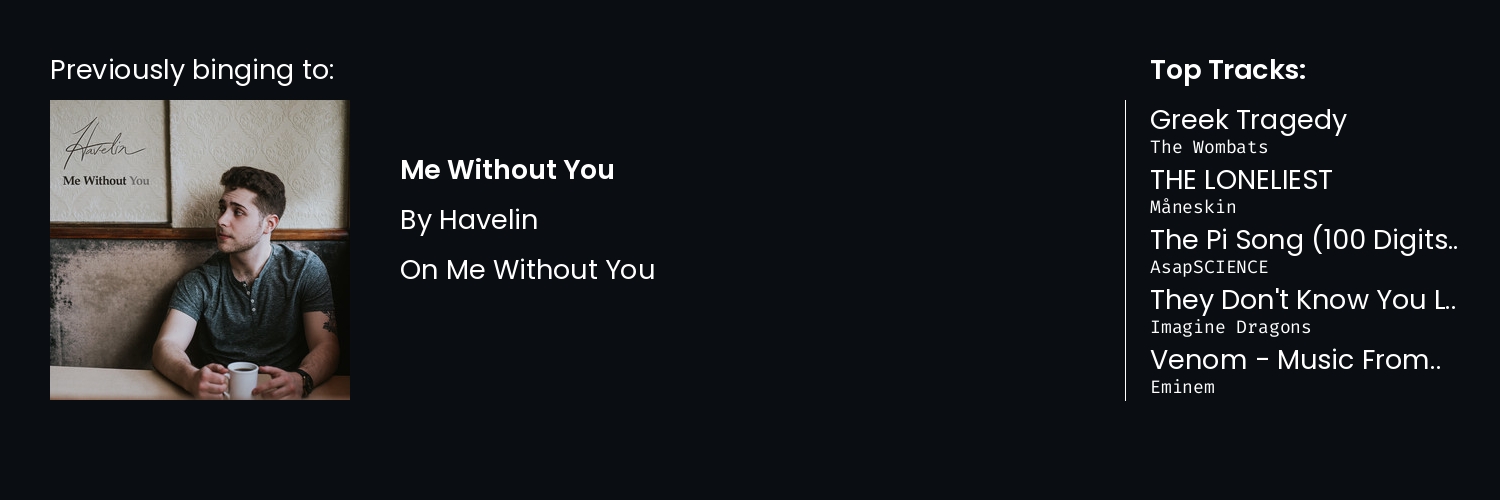 Previously binging to:
Havelin
Me Without You
Me Without You
By Havelin
On Me Without You
Top Tracks:
Greek Tragedy
The Wombats
THE LONELIEST
Måneskin
The Pi Song (100 Digits..
AsapSCIENCE
They Don't Know You L..
Imagine Dragons
Venom - Music From..
Eminem